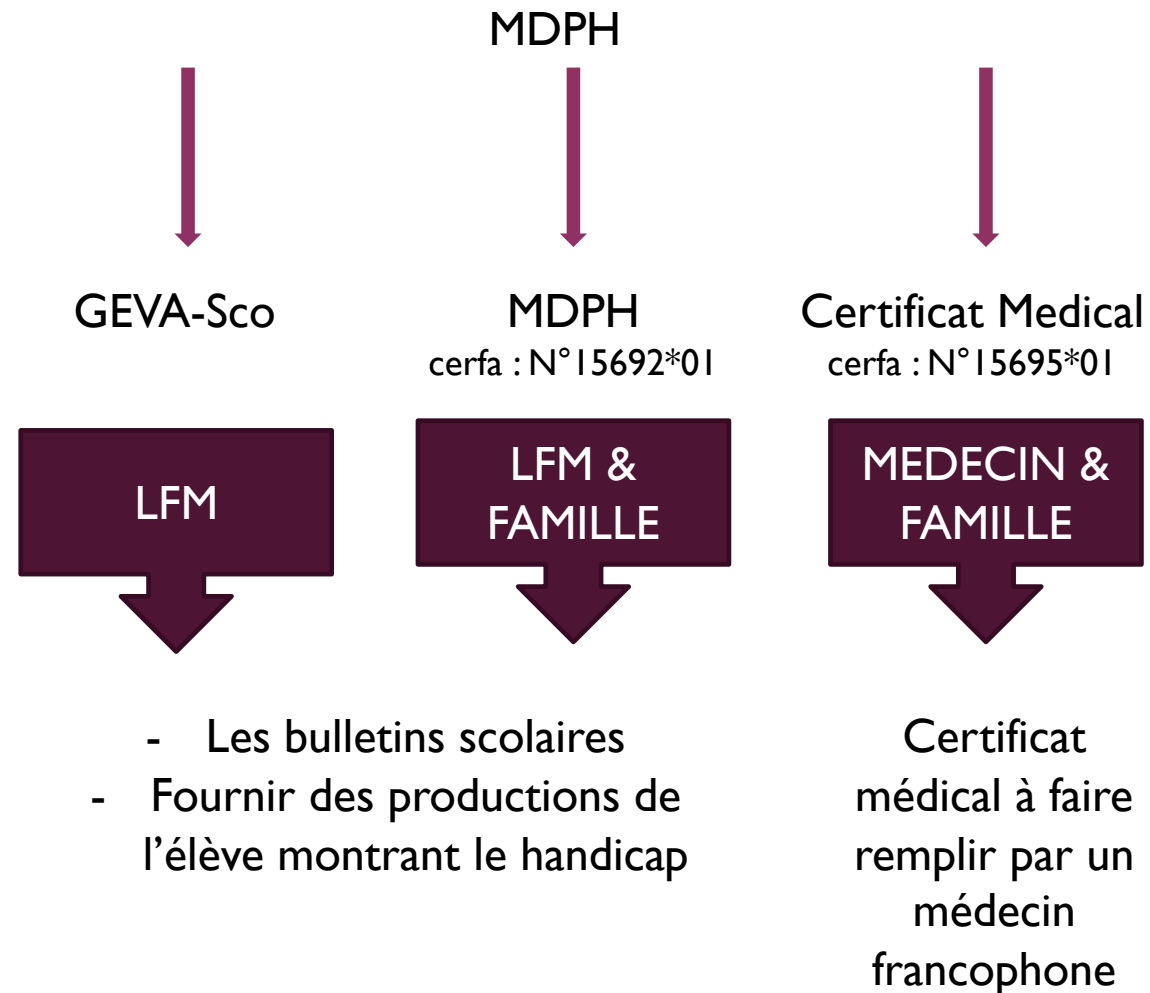 MDPH
GEVA-Sco
MDPH
cerfa : N°15692*01
Certificat Medical
cerfa : N°15695*01
LFM
LFM &
FAMILLE
MEDECIN &
FAMILLE
- Les bulletins scolaires
- Fournir des productions de
l’élève montrant le handicap
Certificat
médical à faire
remplir par un
médecin
francophone